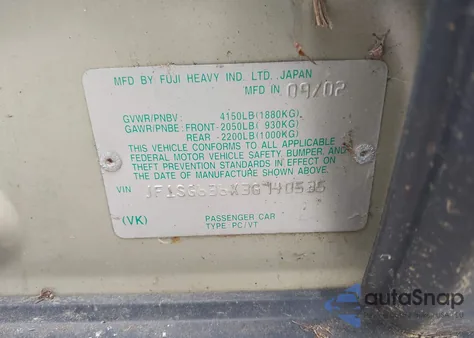 MFD BY FUJI HEAVY IND. LTD. JAPAN
MFD IN 09/02
GVWR/PNBV : 4150LB(1880KG)
GAWR/PNBE: FRONT-2050LB( 930KG)
REAR -2200LB(1000KG)
THIS VEHICLE CONFORMS TO ALL APPLICABLE
FEDERAL MOTOR VEHICLE SAFETY, BUMPER, AND
THEFT PREVENTION STANDARDS IN EFFECT ON
THE DATE OF MANUFACTURE SHOWN ABOVE.
VIN
(VK)
PASSENGER CAR
TYPE: PC/VT
autoSnap